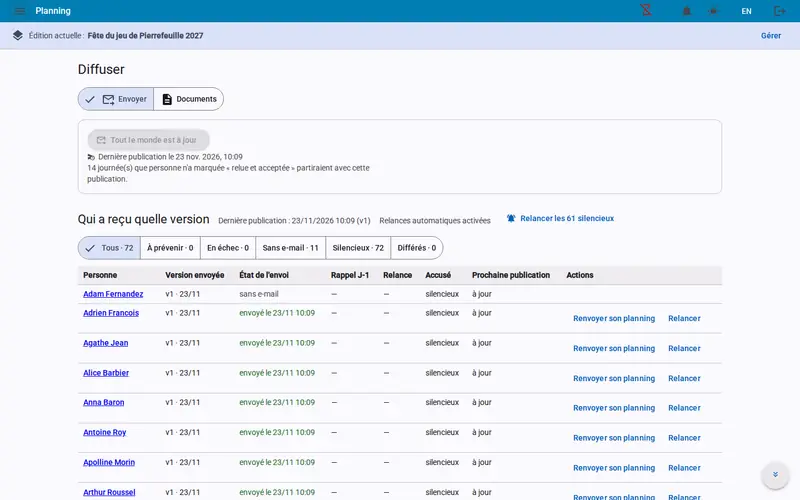 Planning
EN
Édition actuelle : Fête du jeu de Pierrefeuille 2027
Gérer
Diffuser
Envoyer
Documents
Tout le monde est à jour
Dernière publication le 23 nov. 2026, 10:09
14 journée(s) que personne n'a marquée « relue et acceptée » partiraient avec cette
publication.
Qui a reçu quelle version
Dernière publication : 23/11/2026 10:09 (v1)
Relances automatiques activées
Relancer les 61 silencieux
Tous · 72
À prévenir · 0
En échec · 0
Sans e-mail · 11
Silencieux · 72
Différés · 0
Personne Version envoyée État de l'envoi Rappel J-1 Relance Accusé Prochaine publication Actions
Adam Fernandez v1 · 23/11 sans e-mail — — silencieux à jour
Adrien Francois v1 · 23/11 envoyé le 23/11 10:09 — — silencieux à jour Renvoyer son planning Relancer
Agathe Jean v1 · 23/11 envoyé le 23/11 10:09 — — silencieux à jour Renvoyer son planning Relancer
Alice Barbier v1 · 23/11 envoyé le 23/11 10:09 — — silencieux à jour Renvoyer son planning Relancer
Anna Baron v1 · 23/11 envoyé le 23/11 10:09 — — silencieux à jour Renvoyer son planning Relancer
Antoine Roy v1 · 23/11 envoyé le 23/11 10:09 — — silencieux à jour Renvoyer son planning Relancer
Apolline Morin v1 · 23/11 envoyé le 23/11 10:09 — — silencieux à jour Renvoyer son planning Relancer
Arthur Roussel v1 · 23/11 envoyé le 23/11 10:09 — — silencieux à jour Renvoyer son planning Relancer